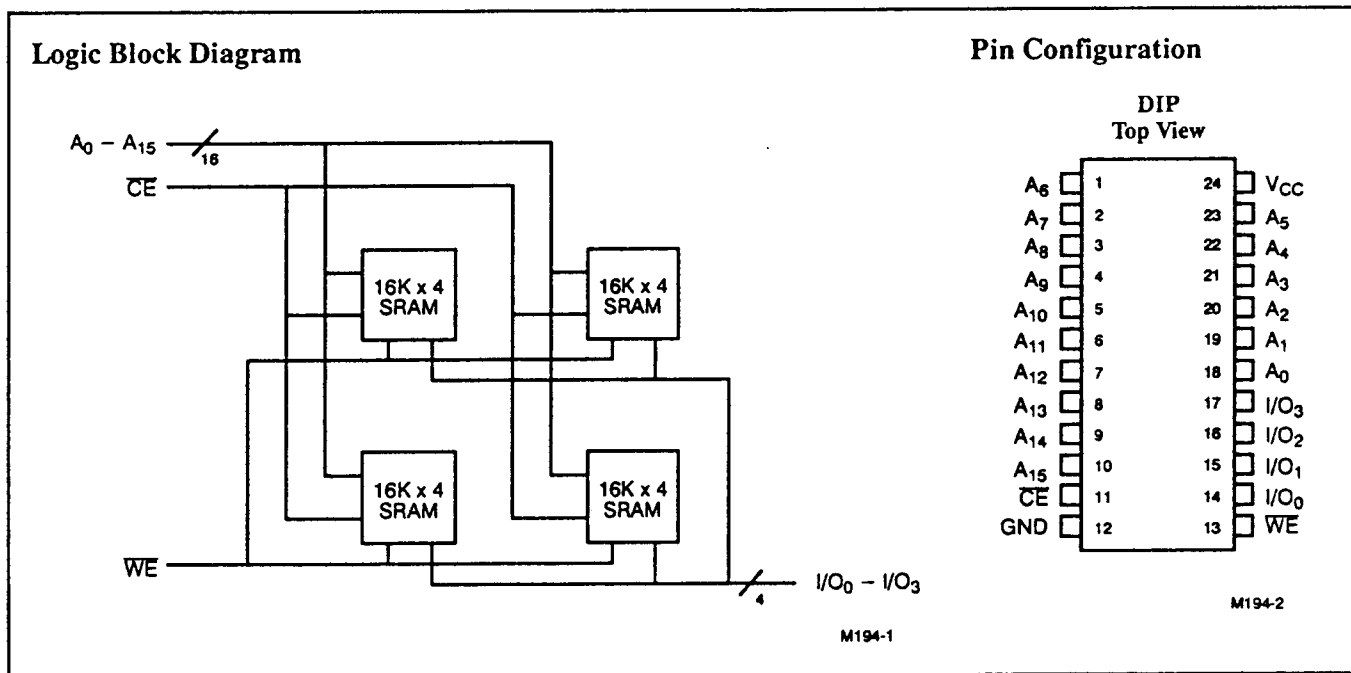 Logic Block Diagram
A0 – A15
16
CE
16K x 4
SRAM
16K x 4
SRAM
16K x 4
SRAM
16K x 4
SRAM
WE
I/O0 – I/O3
4
M194-1
Pin Configuration
DIP
Top View
A6 1 24 VCC
A7 2 23 A5
A8 3 22 A4
A9 4 21 A3
A10 5 20 A2
A11 6 19 A1
A12 7 18 A0
A13 8 17 I/O3
A14 9 16 I/O2
A15 10 15 I/O1
CE 11 14 I/O0
GND 12 13 WE
M194-2